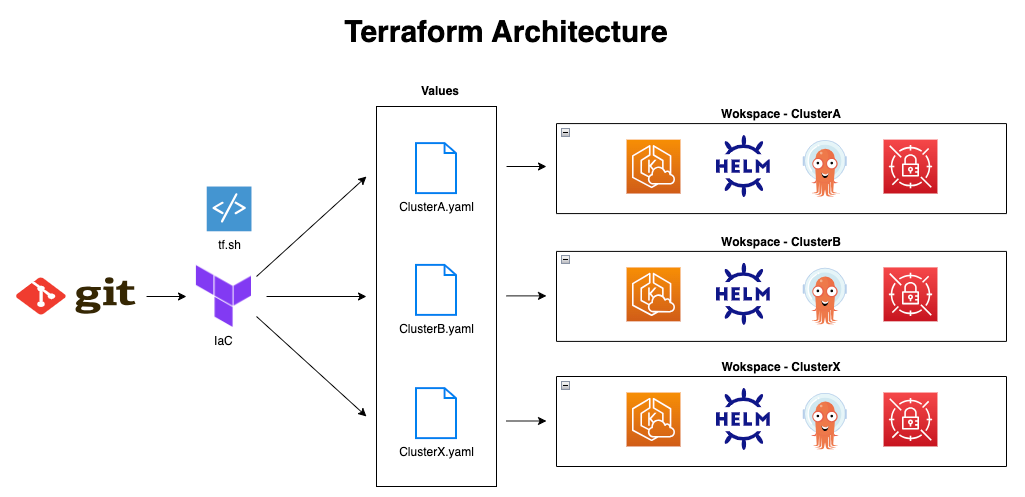 Terraform Architecture
Values
Wokspace - ClusterA
HELM
ClusterA.yaml
</>
tf.sh
Wokspace - ClusterB
git
HELM
IaC
ClusterB.yaml
Wokspace - ClusterX
HELM
ClusterX.yaml